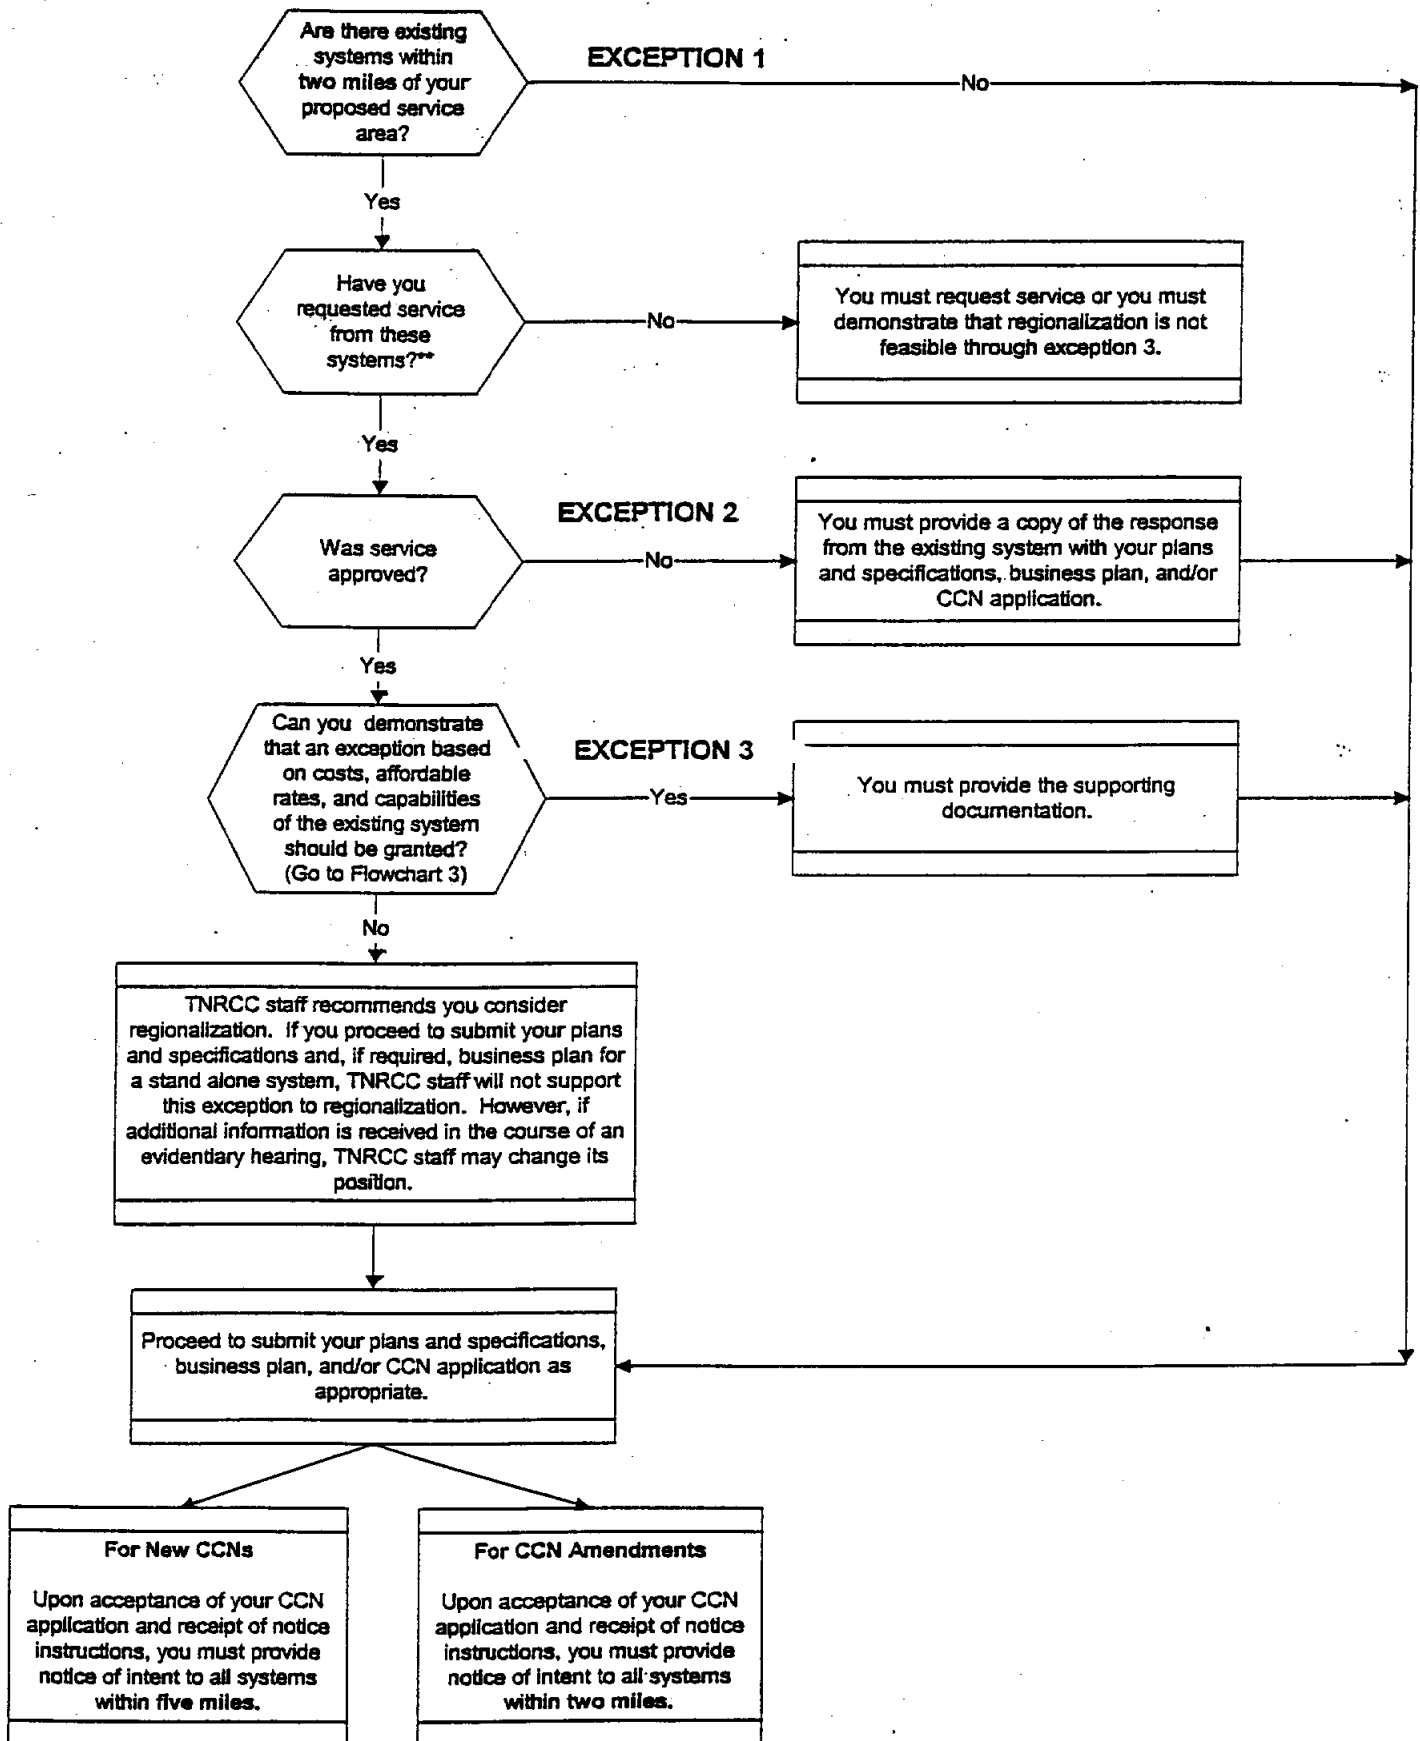 Are there existing
systems within
two miles of your
proposed service
area?
EXCEPTION 1
No
Yes
Have you
requested service
from these
systems?**
No
You must request service or you must
demonstrate that regionalization is not
feasible through exception 3.
Yes
Was service
approved?
EXCEPTION 2
No
You must provide a copy of the response
from the existing system with your plans
and specifications, business plan, and/or
CCN application.
Yes
Can you demonstrate
that an exception based
on costs, affordable
rates, and capabilities
of the existing system
should be granted?
(Go to Flowchart 3)
EXCEPTION 3
Yes
You must provide the supporting
documentation.
No
TNRCC staff recommends you consider
regionalization. If you proceed to submit your plans
and specifications and, if required, business plan for
a stand alone system, TNRCC staff will not support
this exception to regionalization. However, if
additional information is received in the course of an
evidentiary hearing, TNRCC staff may change its
position.
Proceed to submit your plans and specifications,
business plan, and/or CCN application as
appropriate.
For New CCNs
Upon acceptance of your CCN
application and receipt of notice
instructions, you must provide
notice of intent to all systems
within five miles.
For CCN Amendments
Upon acceptance of your CCN
application and receipt of notice
instructions, you must provide
notice of intent to all systems
within two miles.